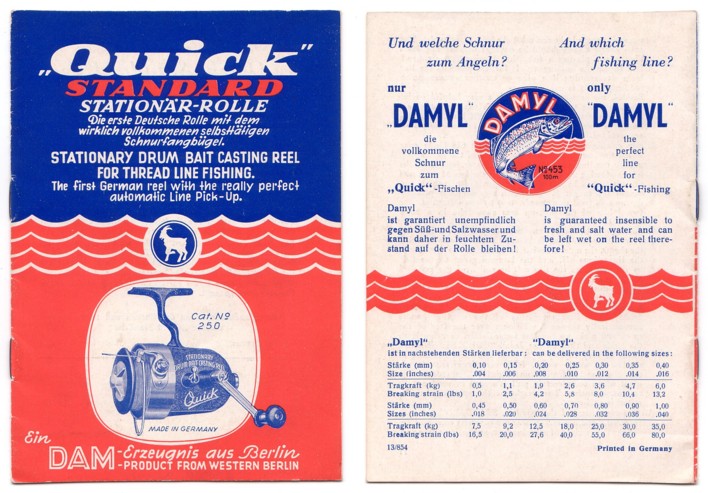 „Quick"
STANDARD
STATIONÄR-ROLLE
Die erste Deutsche Rolle mit dem
wirklich vollkommenen selbsttätigen
Schnurfangbügel.
STATIONARY DRUM BAIT CASTING REEL
FOR THREAD LINE FISHING.
The first German reel with the really perfect
automatic Line Pick-Up.
Cat. No
250
STATIONARY
DRUM BAIT CASTING REEL
Quick
MADE IN GERMANY
Ein
DAM-Erzeugnis aus Berlin
-PRODUCT FROM WESTERN BERLIN
Und welche Schnur
zum Angeln?
And which
fishing line?
nur
"DAMYL"
die
vollkommene
Schnur
zum
„Quick“-Fischen
DAMYL
No 453
100m
only
"DAMYL"
the
perfect
line
for
"Quick"-Fishing
Damyl
ist garantiert unempfindlich
gegen Süß-und Salzwasser und
kann daher in feuchtem Zu-
stand auf der Rolle bleiben!
Damyl
is guaranteed insensible to
fresh and salt water and can
be left wet on the reel there-
fore!
„Damyl“ "Damyl"
ist in nachstehenden Stärken lieferbar: can be delivered in the following sizes:
Stärke (mm) 0,10 0,15 0,20 0,25 0,30 0,35 0,40
Size (inches) .004 .006 .008 .010 .012 .014 .016
Tragkraft (kg) 0,5 1,1 1,9 2,6 3,6 4,7 6,0
Breaking strain (lbs) 1,0 2,5 4,2 5,8 8,0 10,4 13,2
Stärke (mm) 0,45 0,50 0,60 0,70 0,80 0,90 1,00
Sizes (inches) .018 .020 .024 .028 .032 .036 .040
Tragkraft (kg) 7,5 9,2 12,5 18,0 25,0 30,0 35,0
Breaking strain (lbs) 16,5 20,0 27,6 40,0 55,0 66,0 80,0
13/854 Printed in Germany